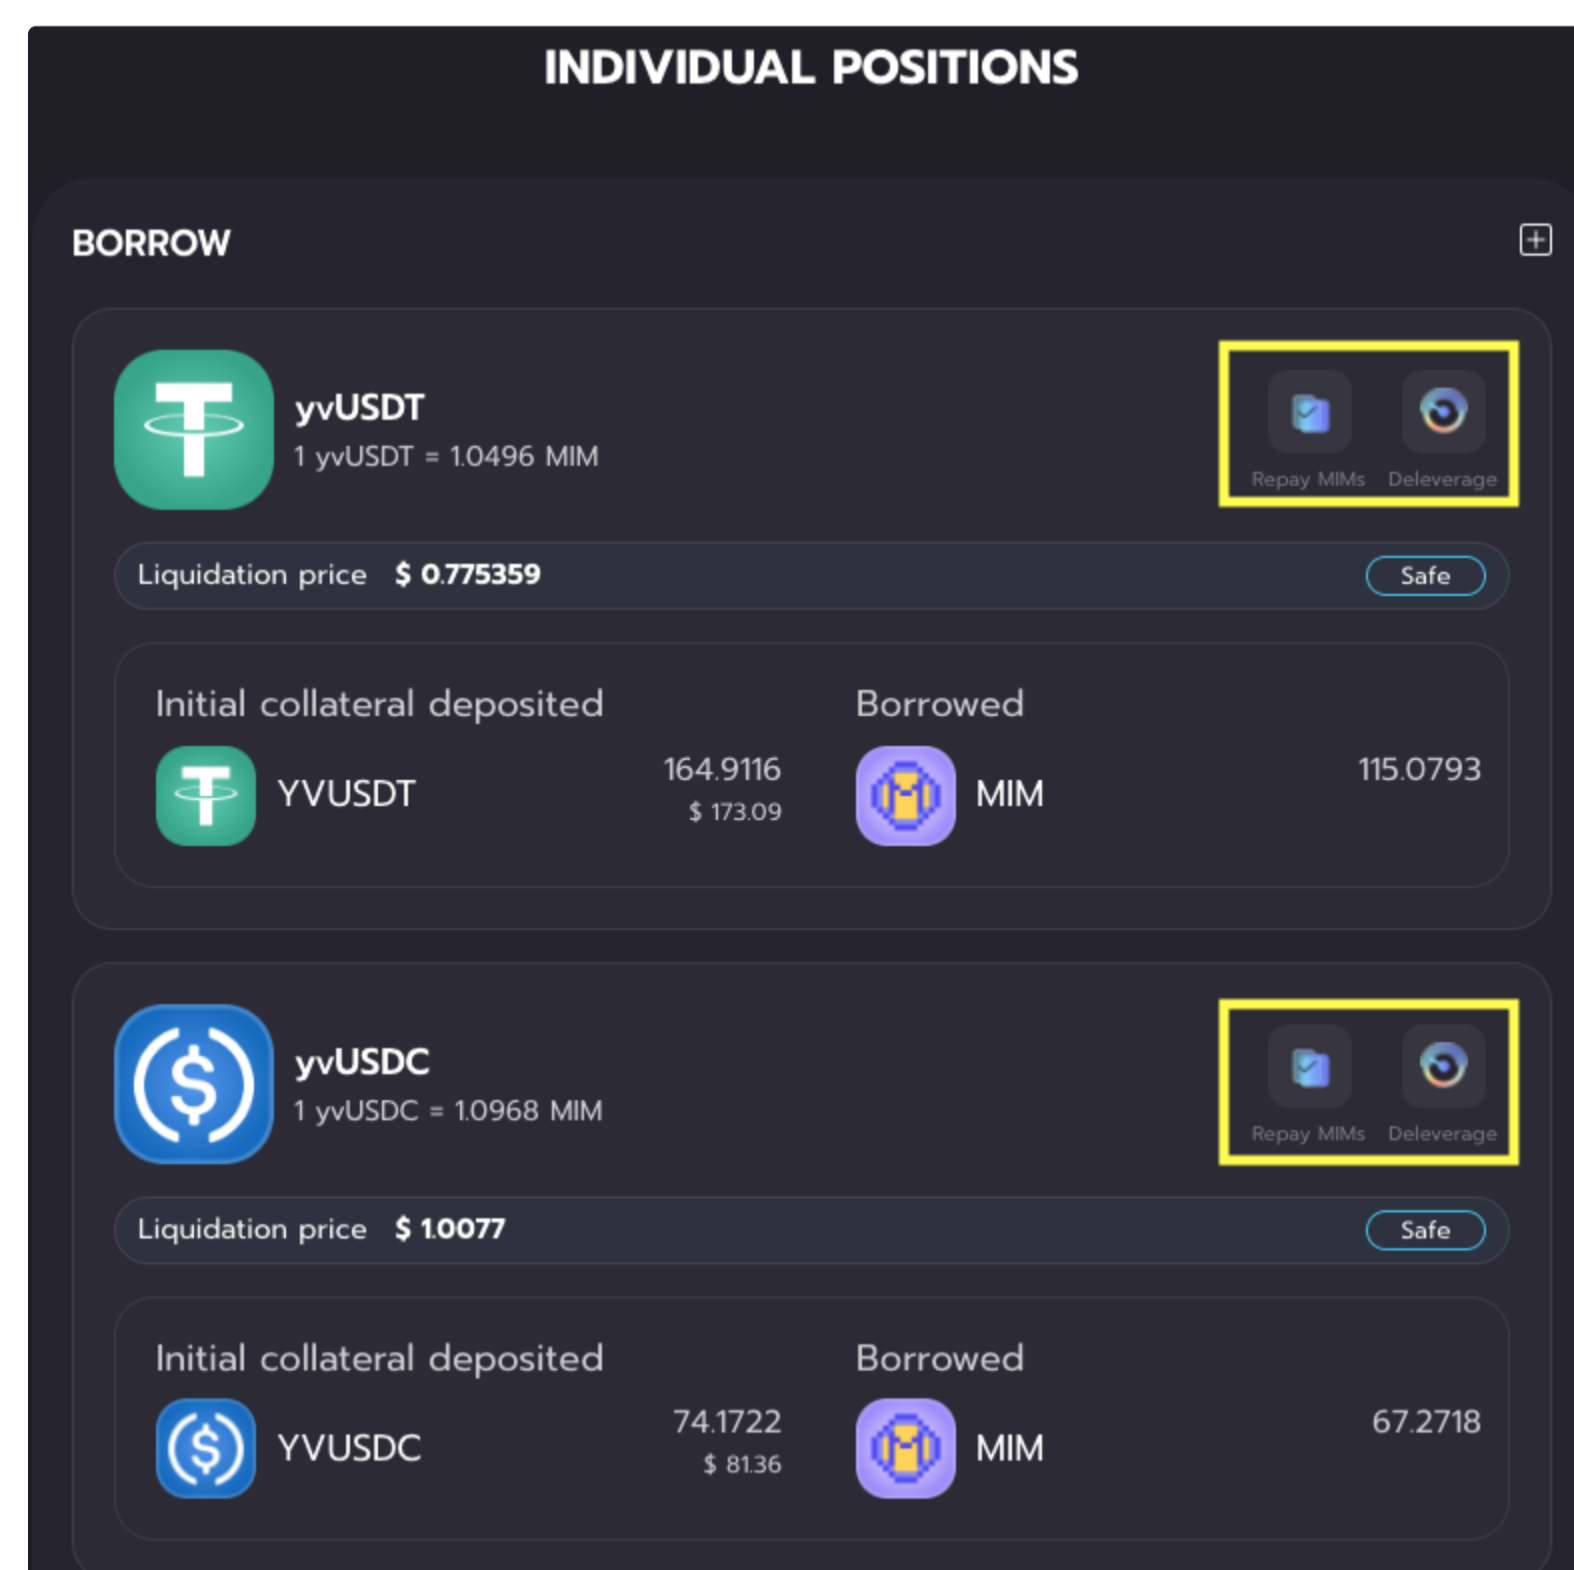 INDIVIDUAL POSITIONS
BORROW
yvUSDT
1 yvUSDT = 1.0496 MIM
Repay MIMs Deleverage
Liquidation price $ 0.775359 Safe
Initial collateral deposited Borrowed
YVUSDT 164.9116 MIM 115.0793
$ 173.09
yvUSDC
1 yvUSDC = 1.0968 MIM
Repay MIMs Deleverage
Liquidation price $ 1.0077 Safe
Initial collateral deposited Borrowed
YVUSDC 74.1722 MIM 67.2718
$ 81.36